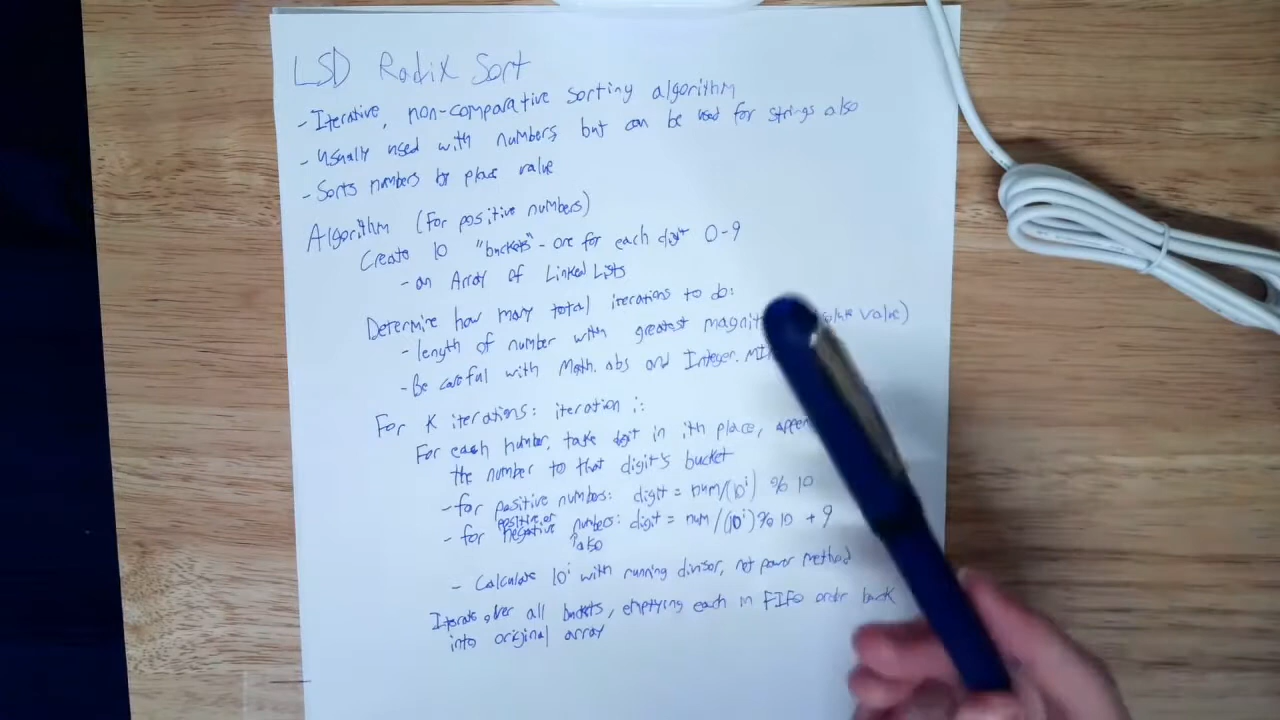 LSD Radix Sort
- Iterative, non-comparative sorting algorithm
- Usually used with numbers, but can be used for strings also
- Sorts numbers by place value
Algorithm (for positive numbers)
Create 10 "buckets" - one for each digit 0-9
- an Array of Linked Lists
Determine how many total iterations to do:
- length of number with greatest value)
- Be careful with Math.abs and Integer.
For K iterations: iteration i:
For each number, take digit in ith place,
the number to that digit's bucket
- for positive numbers: digit = num/(10^i) % 10
- for positive or negative numbers also: digit = num/(10^i)%10 + 9
- Calculate 10^i with running divisor, not power method
Iterate over all buckets, emptying each in FIFO order back
into original array